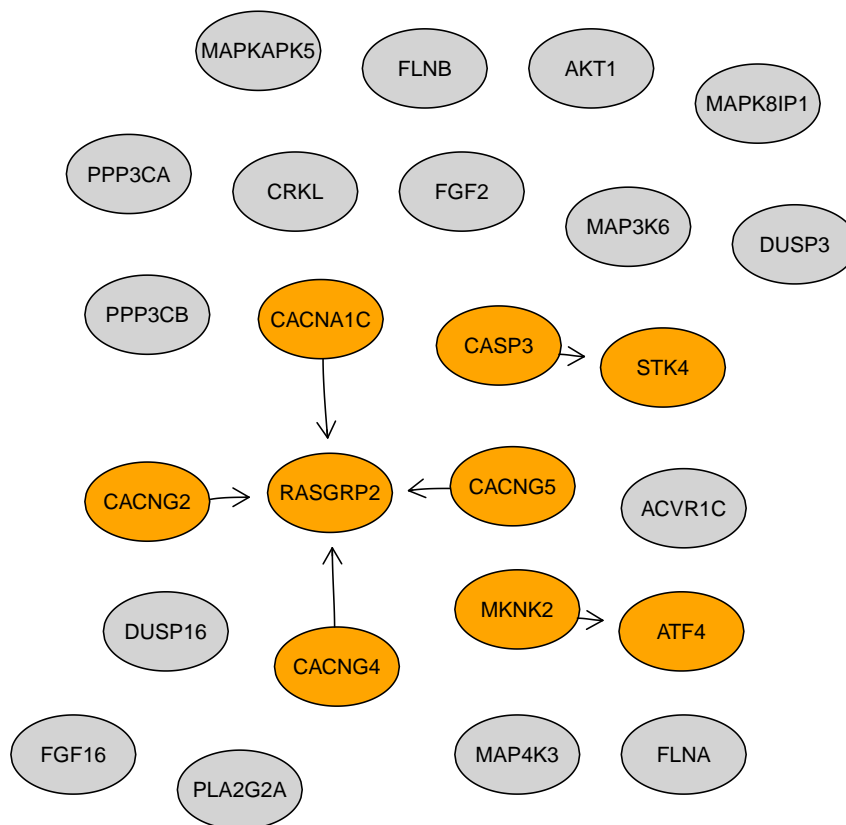 MAPKAPK5
FLNB
AKT1
MAPK8IP1
PPP3CA
CRKL
FGF2
MAP3K6
DUSP3
PPP3CB
CACNA1C
CASP3
STK4
CACNG2
RASGRP2
CACNG5
ACVR1C
DUSP16
CACNG4
MKNK2
ATF4
FGF16
PLA2G2A
MAP4K3
FLNA